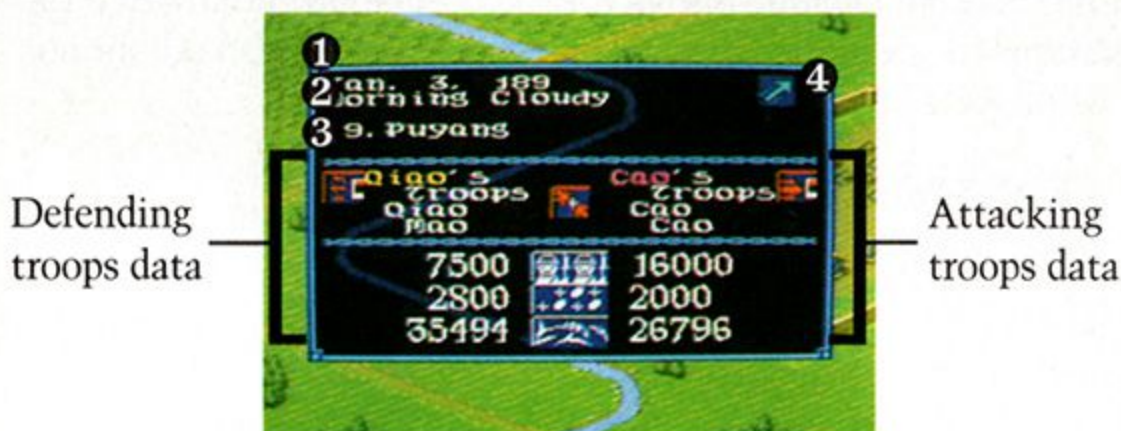 1
2 Jan. 3, 189
Morning Cloudy
3 9. Puyang
4
Qiao's troops
Qiao Mao
Cao's troops
Cao Cao
7500 16000
2800 2000
35494 26796
Defending
troops data
Attacking
troops data